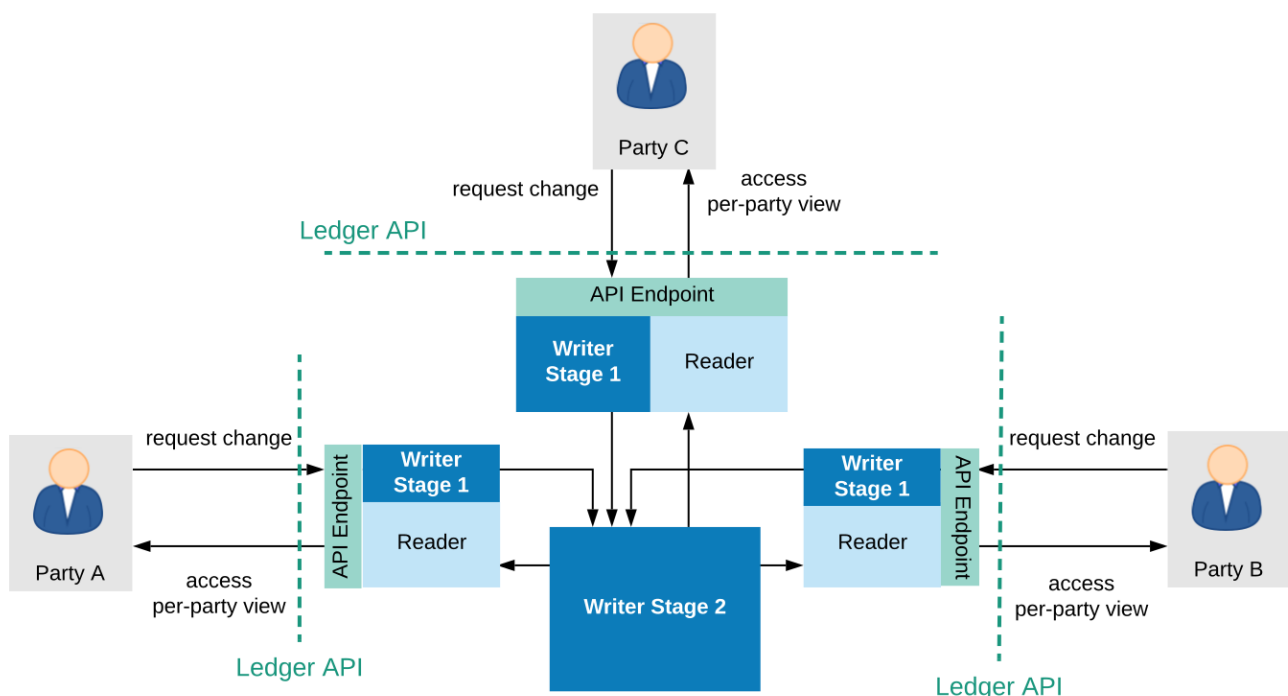 Party C
request change
access
per-party view
Ledger API
API Endpoint
Writer
Stage 1
Reader
Party A
request change
access
per-party view
Ledger API
API Endpoint
Writer
Stage 1
Reader
Writer Stage 2
Writer
Stage 1
Reader
API Endpoint
request change
access
per-party view
Party B
Ledger API